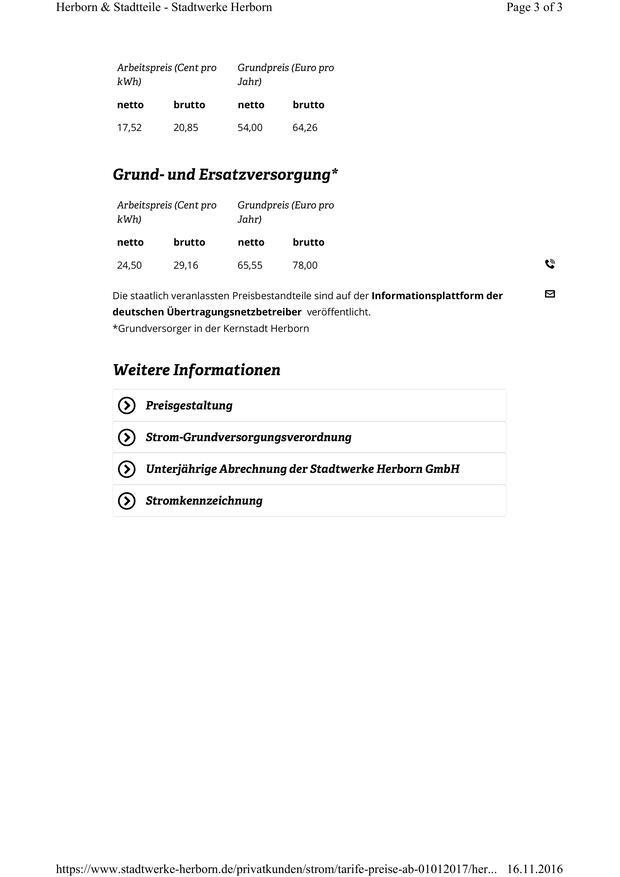 Herborn & Stadtteile - Stadtwerke Herborn Page 3 of 3
Arbeitspreis (Cent pro Grundpreis (Euro pro
kWh) Jahr)
netto brutto netto brutto
17,52 20,85 54,00 64,26
Grund- und Ersatzversorgung*
Arbeitspreis (Cent pro Grundpreis (Euro pro
kWh) Jahr)
netto brutto netto brutto
24,50 29,16 65,55 78,00
Die staatlich veranlassten Preisbestandteile sind auf der Informationsplattform der
deutschen Übertragungsnetzbetreiber veröffentlicht.
*Grundversorger in der Kernstadt Herborn
Weitere Informationen
Preisgestaltung
Strom-Grundversorgungsverordnung
Unterjährige Abrechnung der Stadtwerke Herborn GmbH
Stromkennzeichnung
https://www.stadtwerke-herborn.de/privatkunden/strom/tarife-preise-ab-01012017/her... 16.11.2016